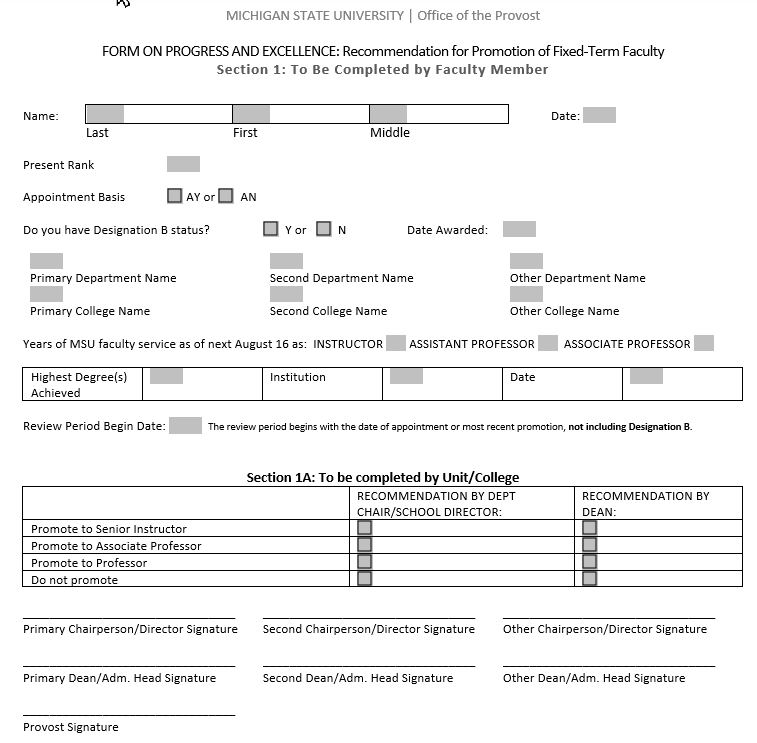 MICHIGAN STATE UNIVERSITY | Office of the Provost
FORM ON PROGRESS AND EXCELLENCE: Recommendation for Promotion of Fixed-Term Faculty
Section 1: To Be Completed by Faculty Member
Name: Date:
Last First Middle
Present Rank
Appointment Basis AY or AN
Do you have Designation B status? Y or N Date Awarded:
Primary Department Name Second Department Name Other Department Name
Primary College Name Second College Name Other College Name
Years of MSU faculty service as of next August 16 as: INSTRUCTOR ASSISTANT PROFESSOR ASSOCIATE PROFESSOR
Highest Degree(s) Institution Date
Achieved
Review Period Begin Date: The review period begins with the date of appointment or most recent promotion, not including Designation B.
Section 1A: To be completed by Unit/College
RECOMMENDATION BY DEPT RECOMMENDATION BY
CHAIR/SCHOOL DIRECTOR: DEAN:
Promote to Senior Instructor
Promote to Associate Professor
Promote to Professor
Do not promote
Primary Chairperson/Director Signature Second Chairperson/Director Signature Other Chairperson/Director Signature
Primary Dean/Adm. Head Signature Second Dean/Adm. Head Signature Other Dean/Adm. Head Signature
Provost Signature